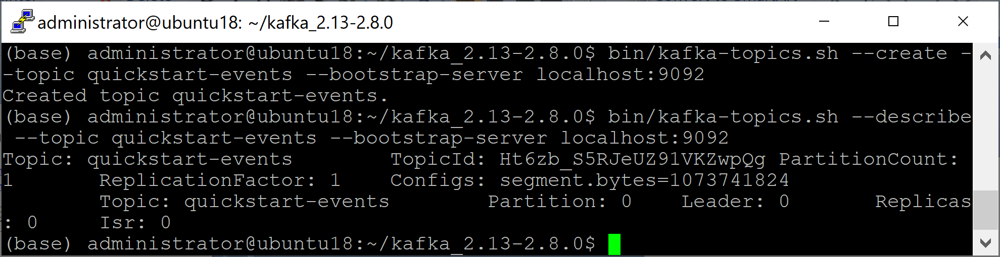 administrator@ubuntu18: ~/kafka_2.13-2.8.0
(base) administrator@ubuntu18:~/kafka_2.13-2.8.0$ bin/kafka-topics.sh --create -
-topic quickstart-events --bootstrap-server localhost:9092
Created topic quickstart-events.
(base) administrator@ubuntu18:~/kafka_2.13-2.8.0$ bin/kafka-topics.sh --describe
 --topic quickstart-events --bootstrap-server localhost:9092
Topic: quickstart-events        TopicId: Ht6zb_S5RJeUZ91VKZwpQg PartitionCount:
1       ReplicationFactor: 1    Configs: segment.bytes=1073741824
        Topic: quickstart-events        Partition: 0    Leader: 0       Replicas
: 0     Isr: 0
(base) administrator@ubuntu18:~/kafka_2.13-2.8.0$